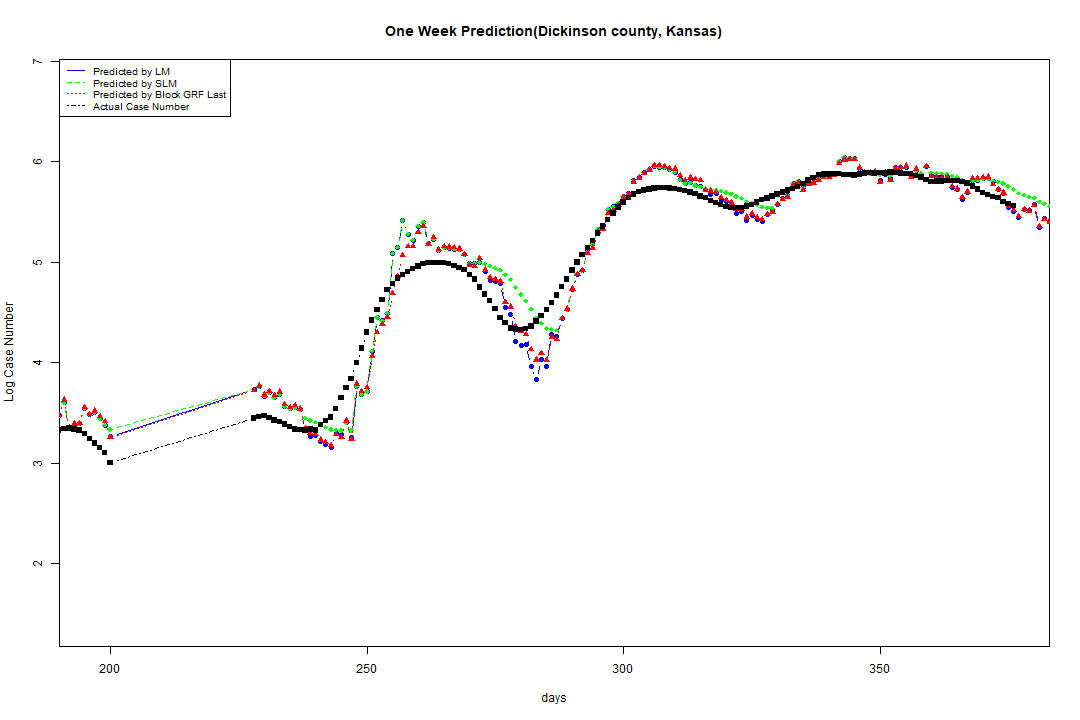 One Week Prediction(Dickinson county, Kansas)
Predicted by LM
Predicted by SLM
Predicted by Block GRF Last
Actual Case Number
Log Case Number
7
6
5
4
3
2
200 250 300 350
days